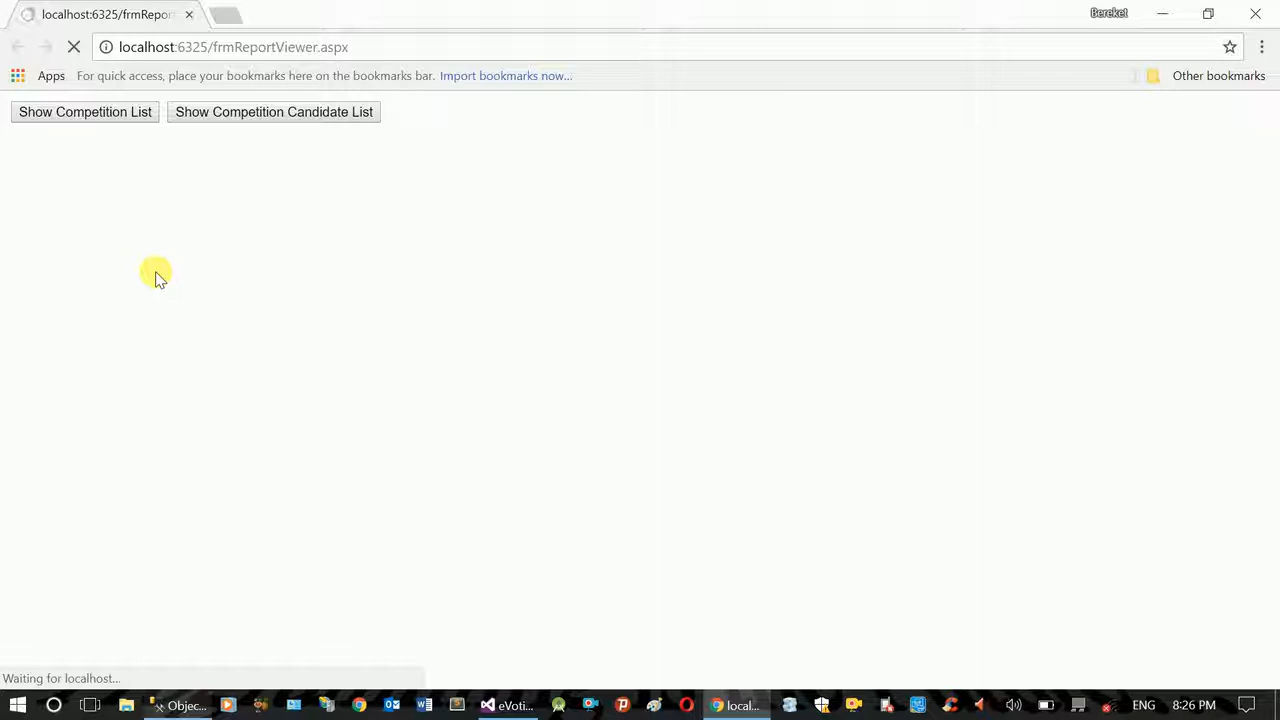 localhost:6325/frmRepor
Bereket
localhost:6325/frmReportViewer.aspx
Apps For quick access, place your bookmarks here on the bookmarks bar. Import bookmarks now... Other bookmarks
Show Competition List Show Competition Candidate List
Waiting for localhost...
Objec... eVoti... local... ENG 8:26 PM